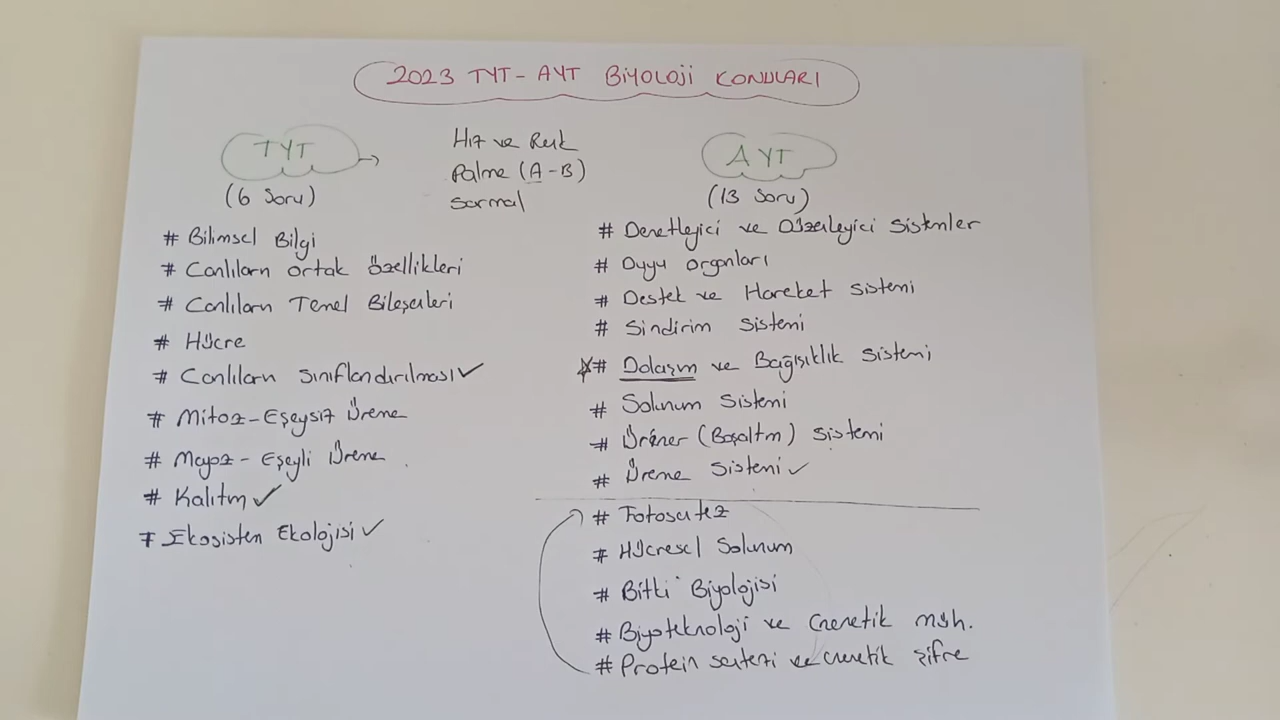 2023 TYT - AYT BİYOLOJİ KONULARI
TYT
(6 Soru)
# Bilimsel Bilgi
# Canlıların ortak özellikleri
# Canlıların Temel Bileşenleri
# Hücre
# Canlıların sınıflandırılması ✓
# Mitoz - Eşeysiz Üreme
# Mayoz - Eşeyli Üreme
# Kalıtım ✓
# Ekosistem Ekolojisi ✓
Hız ve Renk
Palme (A-B)
Sarmal
AYT
(13 Soru)
# Denetleyici ve Düzenleyici Sistemler
# Duyu organları
# Destek ve Hareket sistemi
# Sindirim sistemi
# Dolaşım ve Bağışıklık sistemi
# Solunum Sistemi
# Üriner (Boşaltım) sistemi
# Üreme Sistemi ✓
# Fotosentez
# Hücresel Solunum
# Bitki Biyolojisi
# Biyoteknoloji ve Genetik müh.
# Protein sentezi ve Genetik şifre